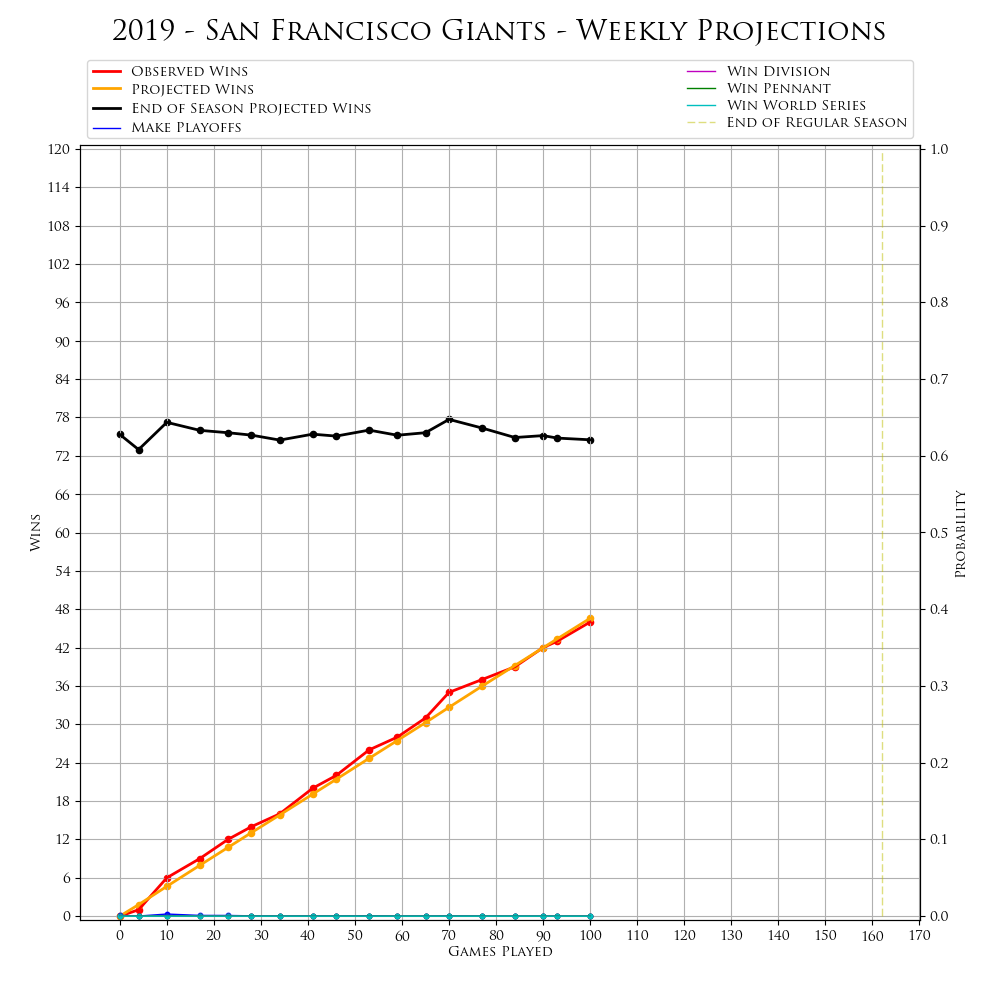 2019 - San Francisco Giants - Weekly Projections
Observed Wins
Projected Wins
End of Season Projected Wins
Make Playoffs
Win Division
Win Pennant
Win World Series
End of Regular Season
120
114
108
102
96
90
84
78
72
66
60
54
48
42
36
30
24
18
12
6
0
Wins
1.0
0.9
0.8
0.7
0.6
0.5
0.4
0.3
0.2
0.1
0.0
Probability
0 10 20 30 40 50 60 70 80 90 100 110 120 130 140 150 160 170
Games Played